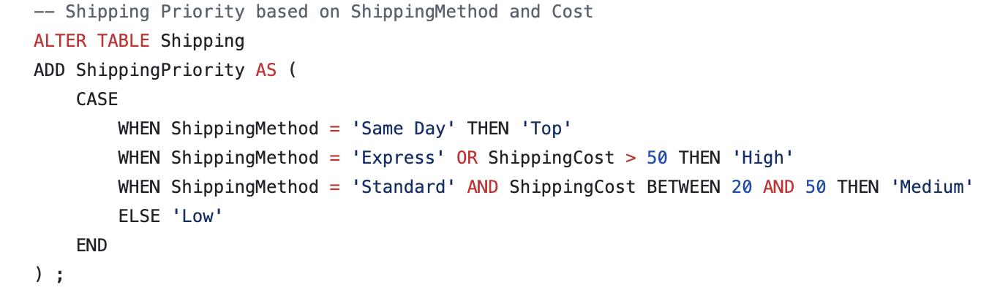 -- Shipping Priority based on ShippingMethod and Cost
ALTER TABLE Shipping
ADD ShippingPriority AS (
    CASE
        WHEN ShippingMethod = 'Same Day' THEN 'Top'
        WHEN ShippingMethod = 'Express' OR ShippingCost > 50 THEN 'High'
        WHEN ShippingMethod = 'Standard' AND ShippingCost BETWEEN 20 AND 50 THEN 'Medium'
        ELSE 'Low'
    END
) ;